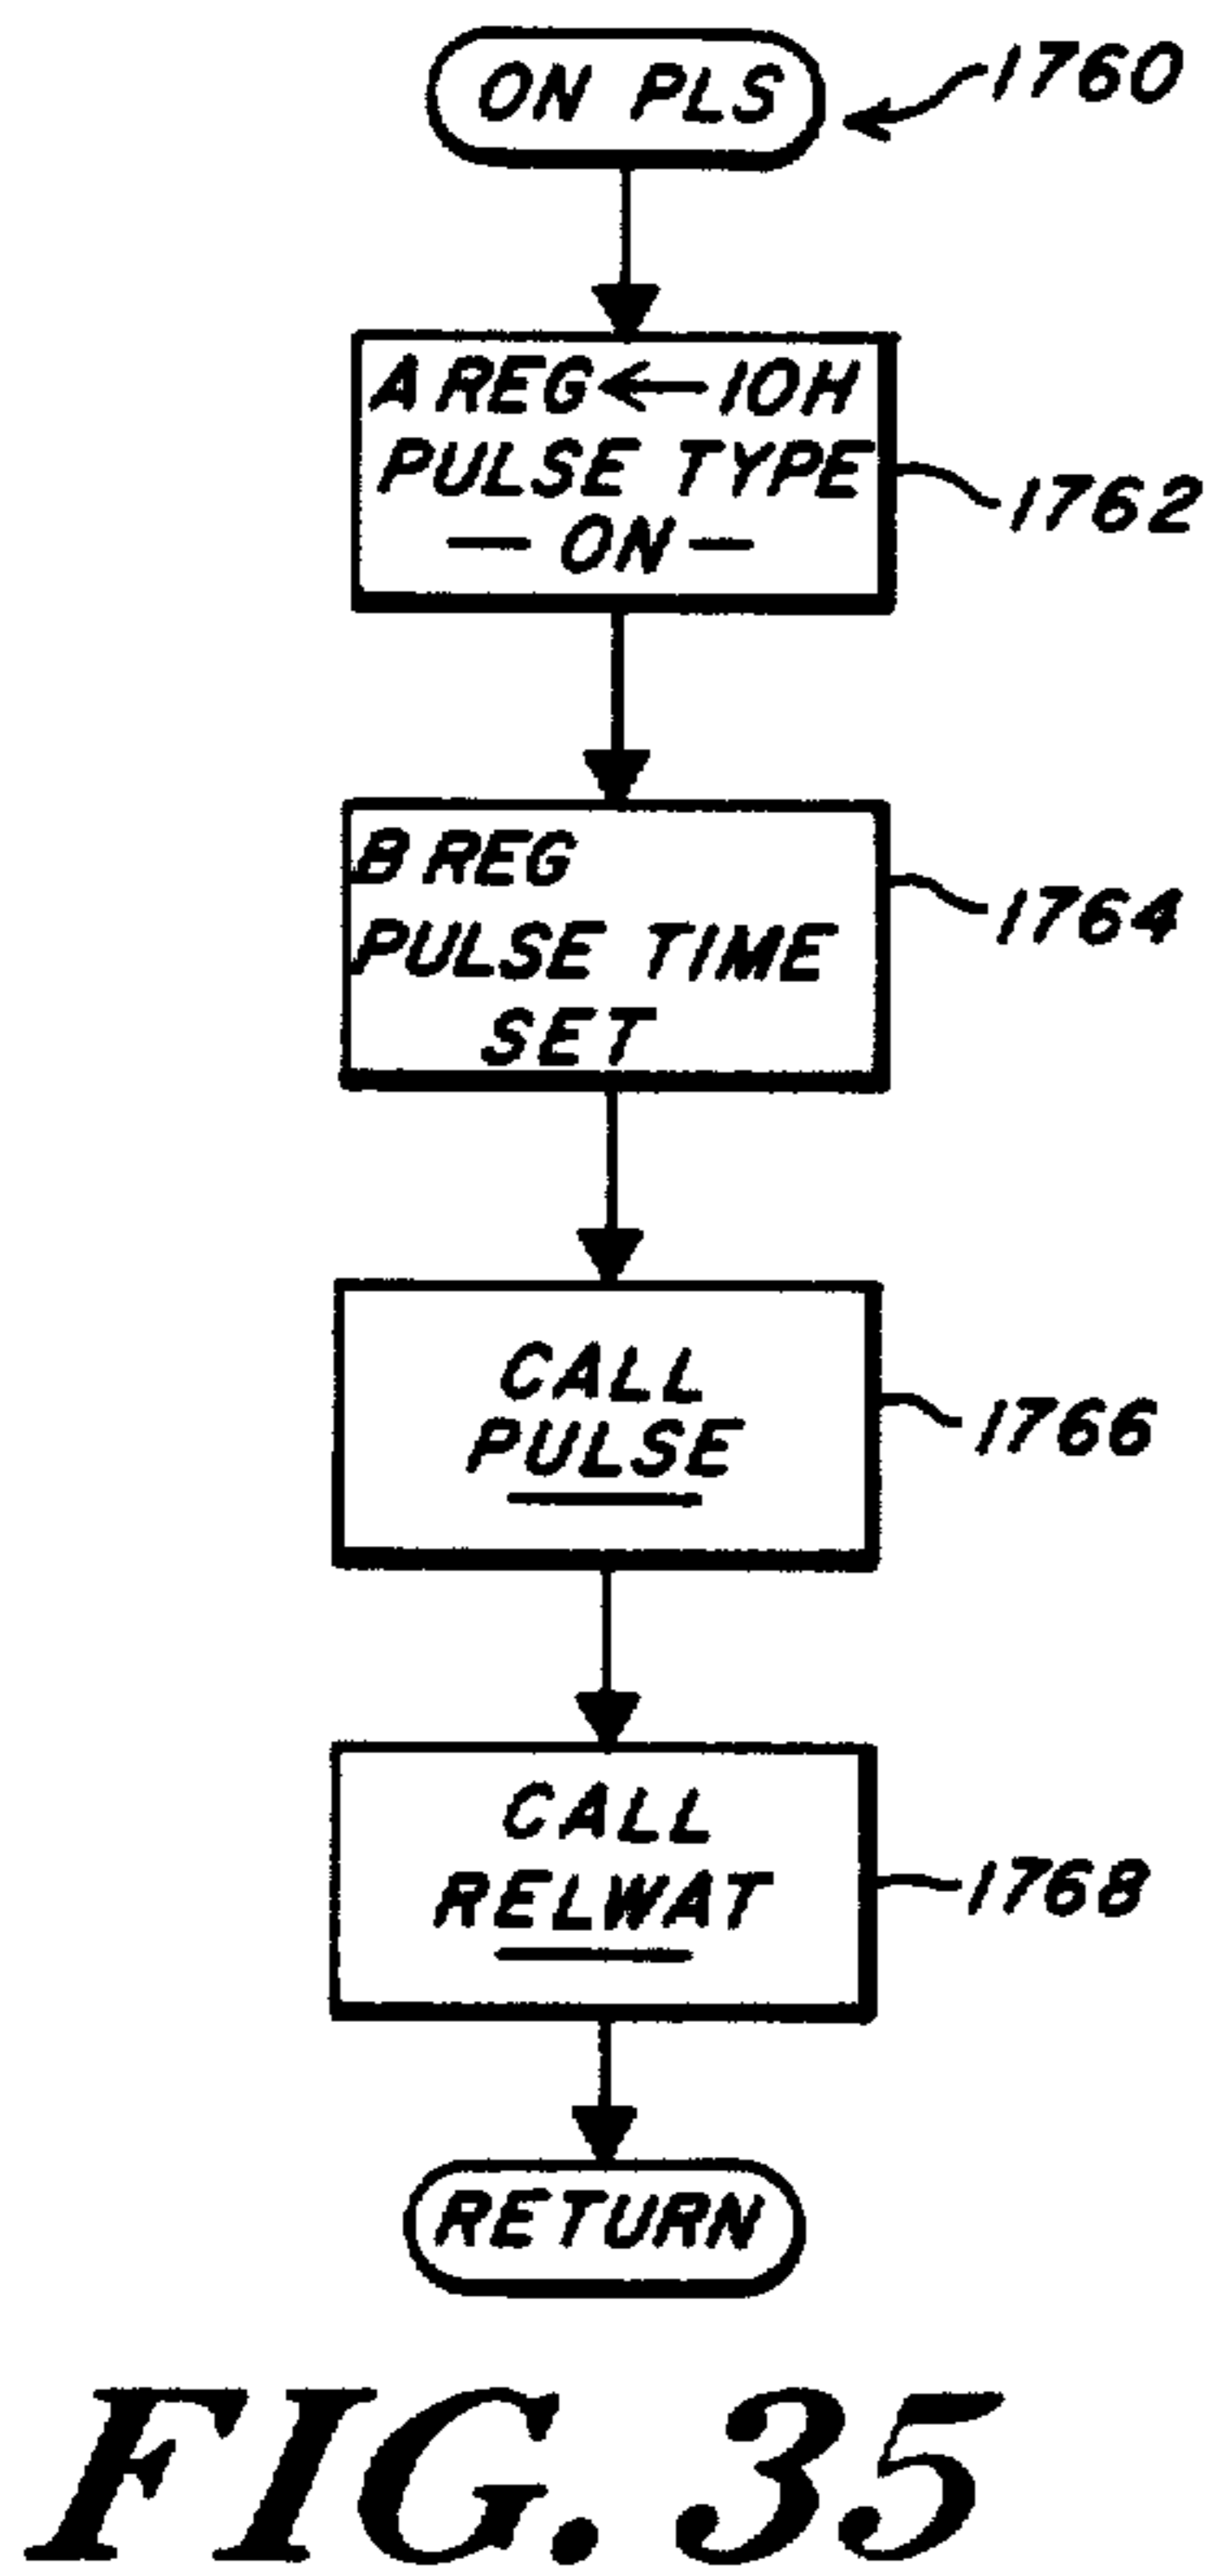 ON PLS
1760
A REG ← 10H
PULSE TYPE
— ON —
1762
B REG
PULSE TIME
SET
1764
CALL
PULSE
1766
CALL
RELWAT
1768
RETURN
FIG. 35